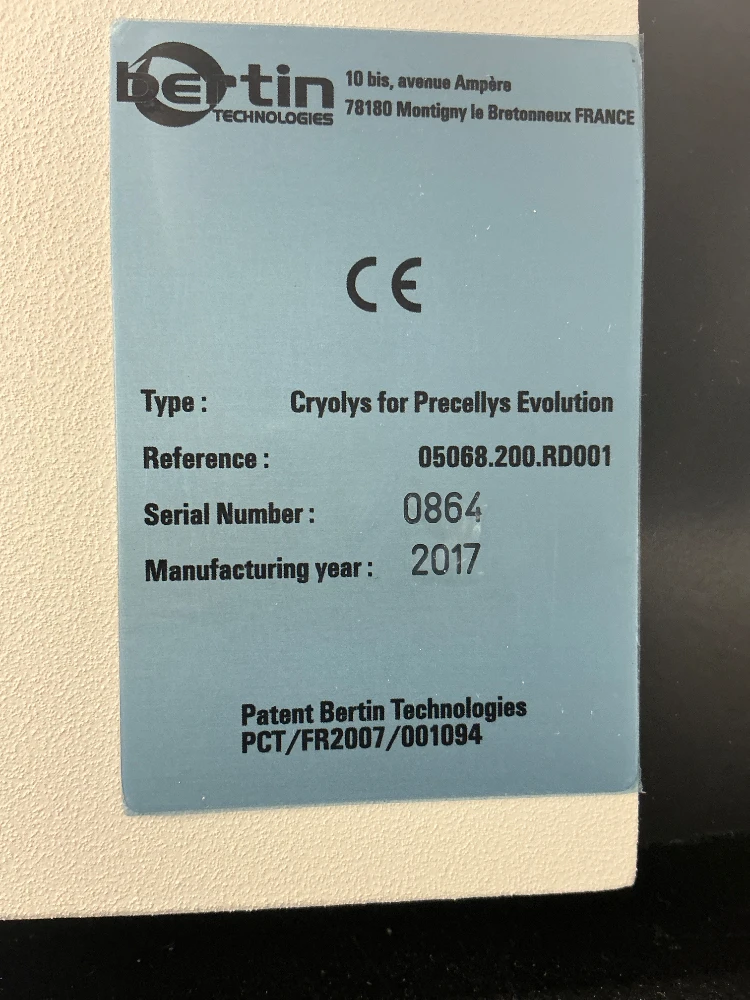 bertin
TECHNOLOGIES
10 bis, avenue Ampère
78180 Montigny le Bretonneux FRANCE
CE
Type : Cryolys for Precellys Evolution
Reference : 05068.200.RD001
Serial Number : 0864
Manufacturing year : 2017
Patent Bertin Technologies
PCT/FR2007/001094